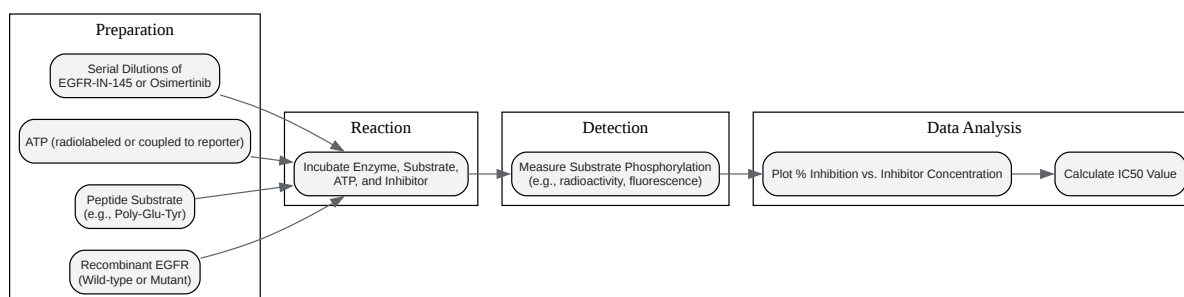 Preparation
Serial Dilutions of
EGFR-IN-145 or Osimertinib
ATP (radiolabeled or coupled to reporter)
Peptide Substrate
(e.g., Poly-Glu-Tyr)
Recombinant EGFR
(Wild-type or Mutant)
Reaction
Incubate Enzyme, Substrate,
ATP, and Inhibitor
Detection
Measure Substrate Phosphorylation
(e.g., radioactivity, fluorescence)
Data Analysis
Plot % Inhibition vs. Inhibitor Concentration
Calculate IC50 Value